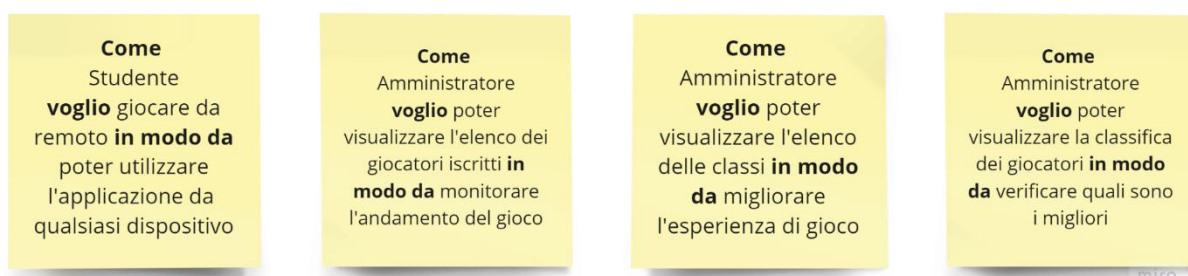 Come
Studente
voglio giocare da
remoto in modo da
poter utilizzare
l'applicazione da
qualsiasi dispositivo
Come
Amministratore
voglio poter
visualizzare l'elenco dei
giocatori iscritti in
modo da monitorare
l'andamento del gioco
Come
Amministratore
voglio poter
visualizzare l'elenco
delle classi in modo
da migliorare
l'esperienza di gioco
Come
Amministratore
voglio poter
visualizzare la classifica
dei giocatori in modo
da verificare quali sono
i migliori
miro